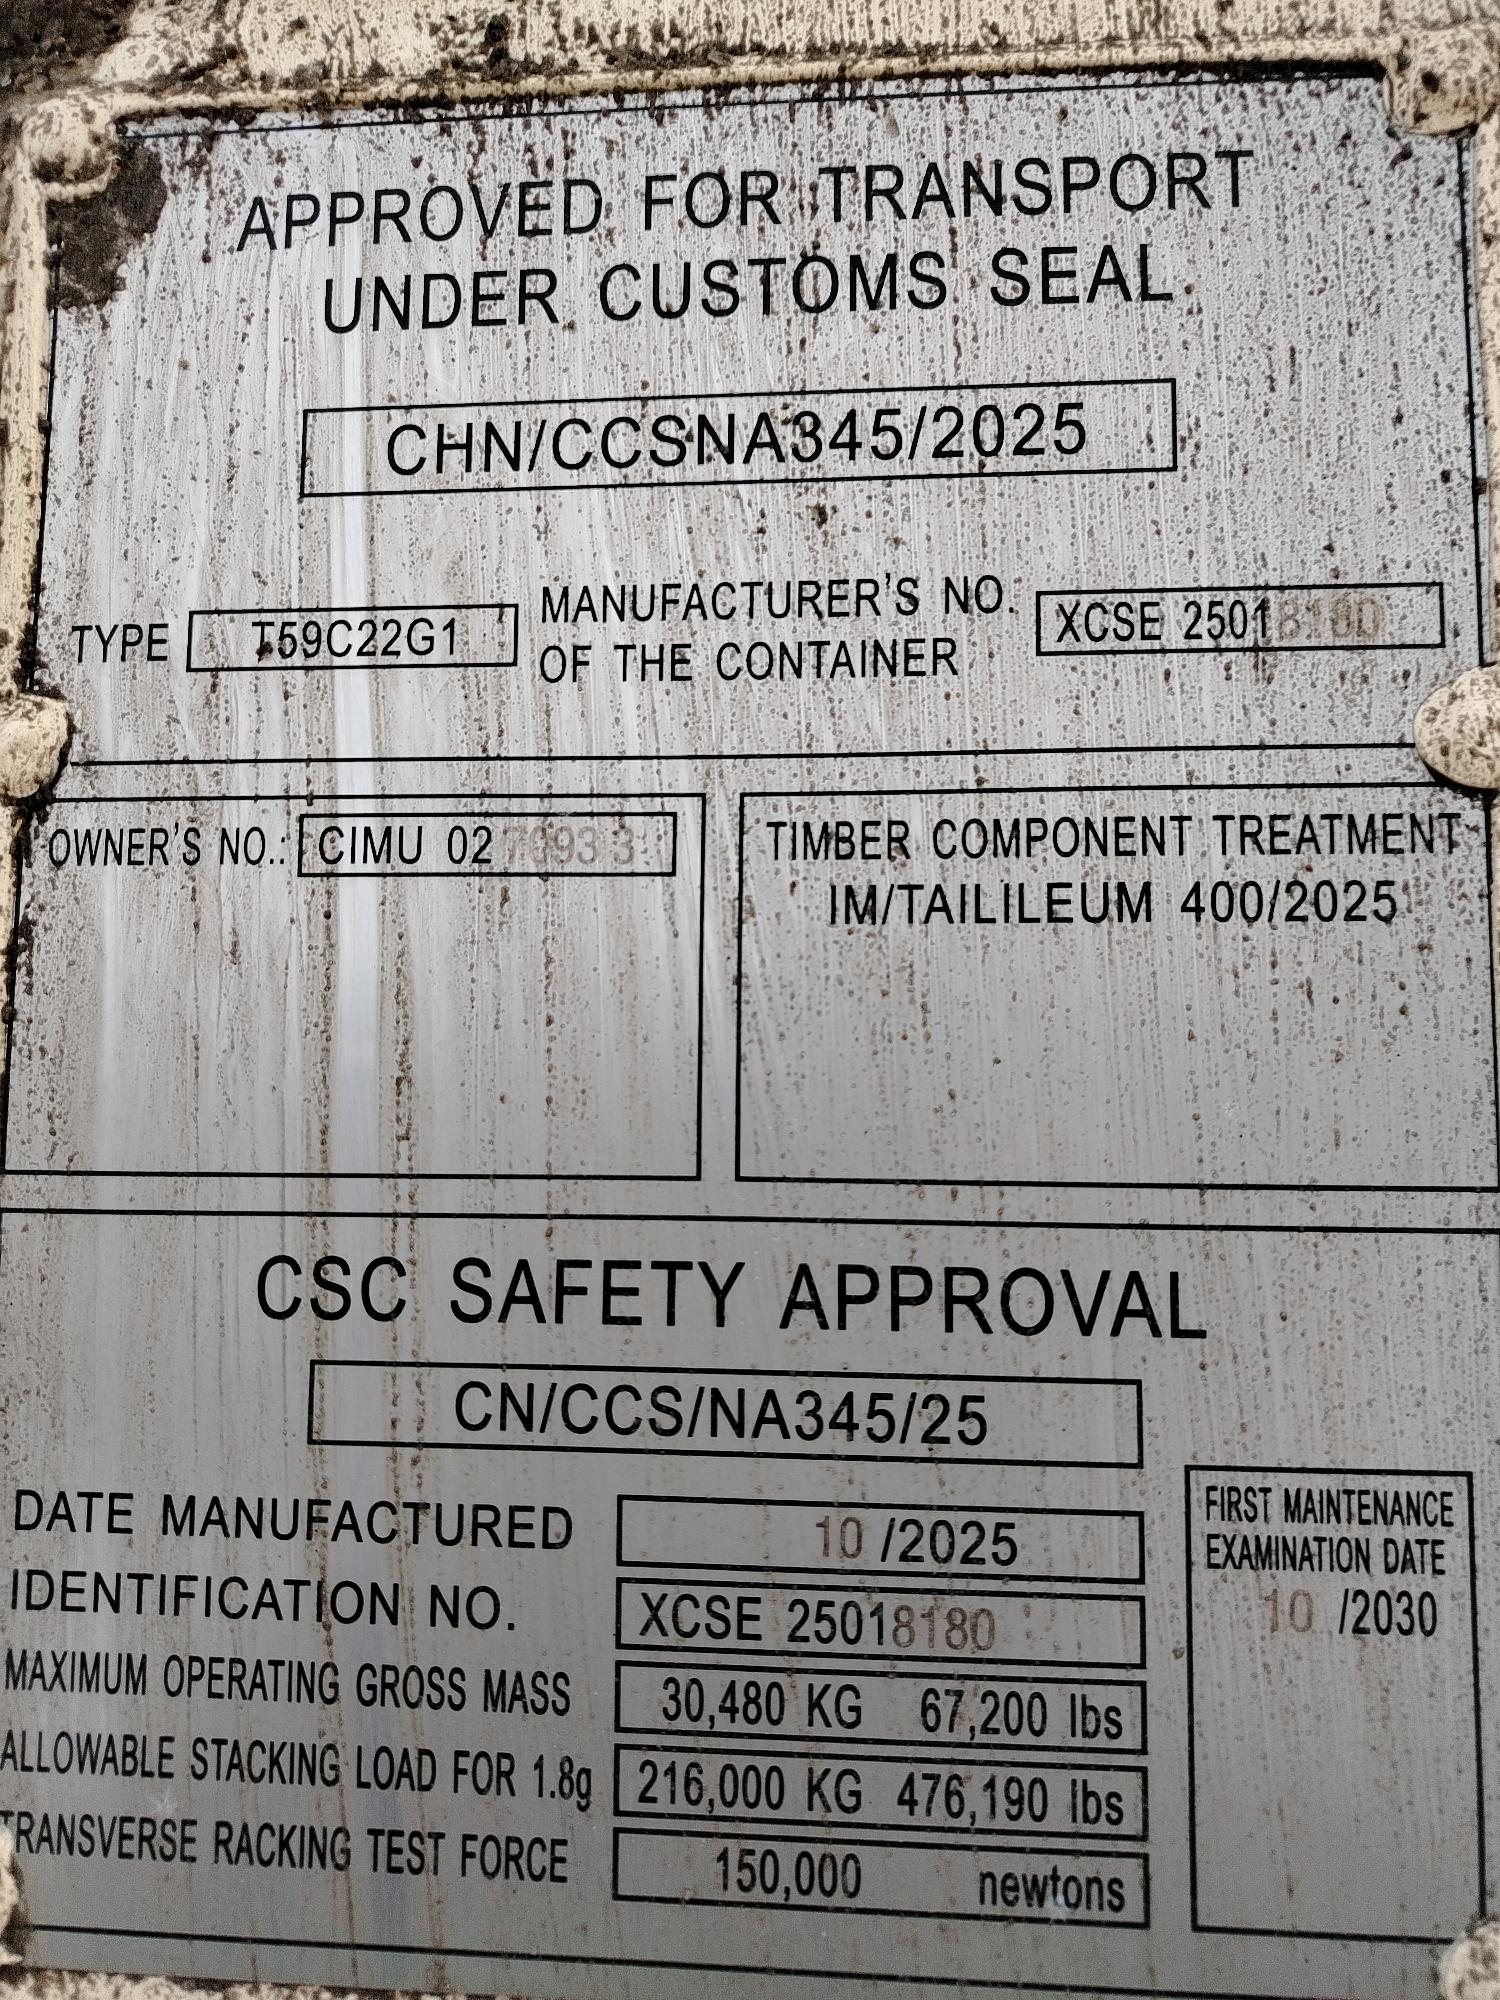 APPROVED FOR TRANSPORT
UNDER CUSTOMS SEAL
CHN/CCSNA345/2025
TYPE T59C22G1
MANUFACTURER'S NO.
OF THE CONTAINER
XCSE 25018180
OWNER'S NO.: CIMU 02
TIMBER COMPONENT TREATMENT
IM/TAILILEUM 400/2025
CSC SAFETY APPROVAL
CN/CCS/NA345/25
DATE MANUFACTURED 10 /2025
IDENTIFICATION NO. XCSE 25018180
MAXIMUM OPERATING GROSS MASS 30,480 KG 67,200 lbs
ALLOWABLE STACKING LOAD FOR 1.8g 216,000 KG 476,190 lbs
TRANSVERSE RACKING TEST FORCE 150,000 newtons
FIRST MAINTENANCE
EXAMINATION DATE
10 /2030